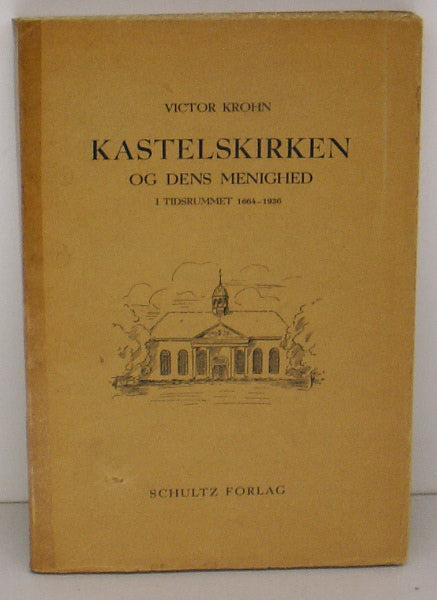 VICTOR KROHN
KASTELSKIRKEN
OG DENS MENIGHED
I TIDSRUMMET 1664-1936
SCHULTZ FORLAG